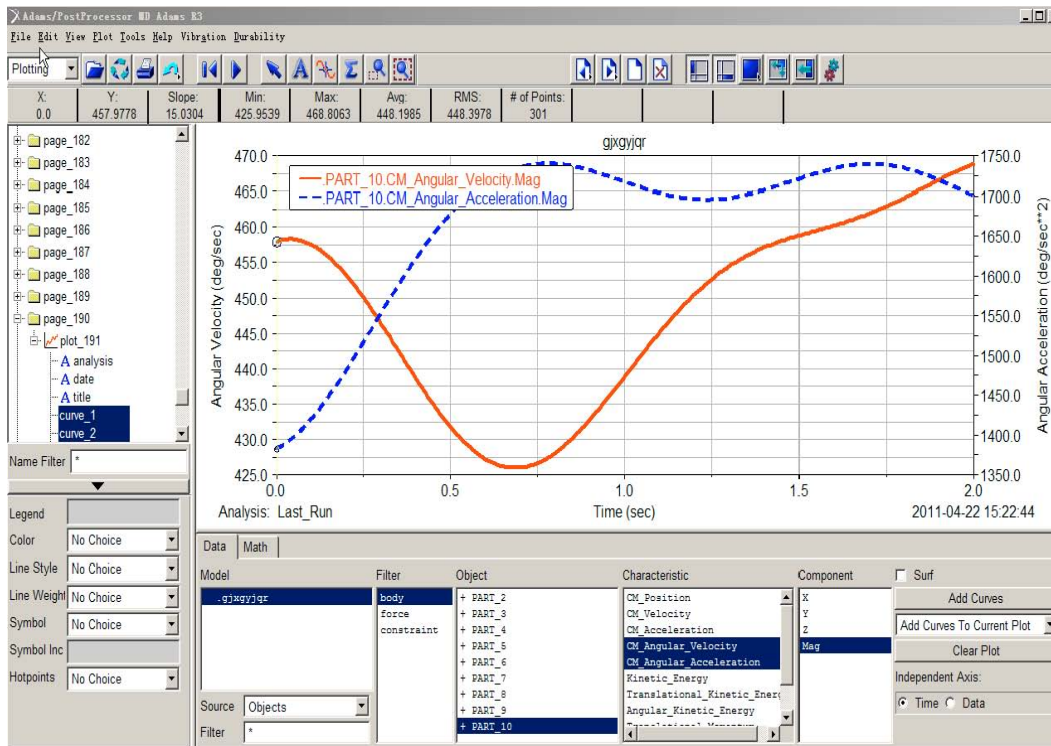 Adams/PostProcessor MD Adams R3
File Edit View Plot Tools Help Vibration Durability
Plotting
X: Y: Slope: Min: Max: Avg: RMS: # of Points:
0.0 457.9778 15.0304 425.9539 468.8063 448.1985 448.3978 301
page_182
page_183
page_184
page_185
page_186
page_187
page_188
page_189
page_190
plot_191
A analysis
A date
A title
curve_1
curve_2
Name Filter *
Legend
Color No Choice
Line Style No Choice
Line Weight No Choice
Symbol No Choice
Symbol Inc
Hotpoints No Choice
gjxgyjqr
.PART_10.CM_Angular_Velocity.Mag
.PART_10.CM_Angular_Acceleration.Mag
Angular Velocity (deg/sec)
470.0
465.0
460.0
455.0
450.0
445.0
440.0
435.0
430.0
425.0
1750.0
1700.0
1650.0
1600.0
1550.0
1500.0
1450.0
1400.0
1350.0
Angular Acceleration (deg/sec**2)
0.0 0.5 1.0 1.5 2.0
Analysis: Last_Run Time (sec) 2011-04-22 15:22:44
Data Math
Model Filter Object Characteristic Component Surf
.gjxgyjqr
body
force
constraint
+ PART_2
+ PART_3
+ PART_4
+ PART_5
+ PART_6
+ PART_7
+ PART_8
+ PART_9
+ PART_10
CM_Position
CM_Velocity
CM_Acceleration
CM_Angular_Velocity
CM_Angular_Acceleration
Kinetic_Energy
Translational_Kinetic_Energ
Angular_Kinetic_Energy
X
Y
Z
Mag
Add Curves
Add Curves To Current Plot
Clear Plot
Independent Axis:
Time Data
Source Objects
Filter *